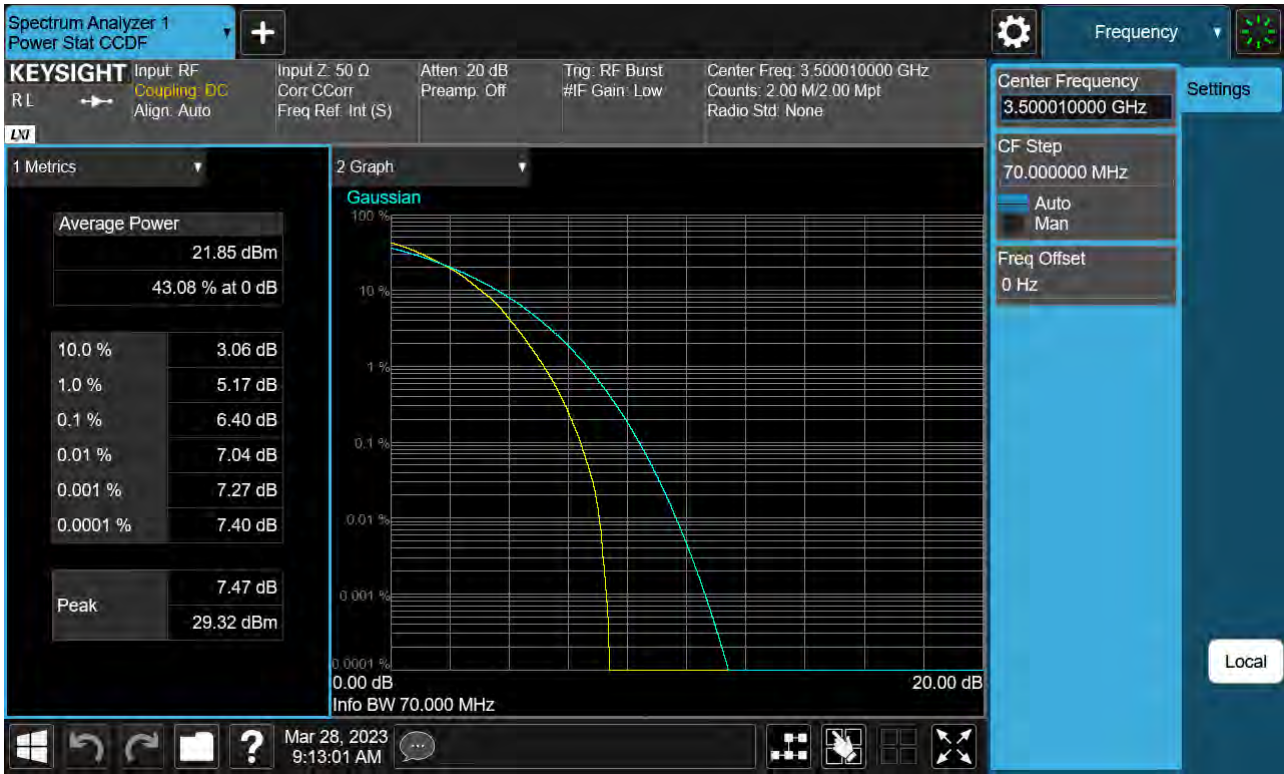 Spectrum Analyzer 1
Power Stat CCDF
+
Frequency
KEYSIGHT
RL
LXI
Input: RF
Coupling: DC
Align: Auto
Input Z: 50 Ω
Corr CCorr
Freq Ref: Int (S)
Atten: 20 dB
Preamp: Off
Trig: RF Burst
#IF Gain: Low
Center Freq: 3.500010000 GHz
Counts: 2.00 M/2.00 Mpt
Radio Std: None
Center Frequency
3.500010000 GHz
Settings
CF Step
70.000000 MHz
Auto
Man
Freq Offset
0 Hz
1 Metrics
Average Power
21.85 dBm
43.08 % at 0 dB
10.0 % 3.06 dB
1.0 % 5.17 dB
0.1 % 6.40 dB
0.01 % 7.04 dB
0.001 % 7.27 dB
0.0001 % 7.40 dB
Peak
7.47 dB
29.32 dBm
2 Graph
Gaussian
100 %
10 %
1 %
0.1 %
0.01 %
0.001 %
0.0001 %
0.00 dB 20.00 dB
Info BW 70.000 MHz
Local
?
Mar 28, 2023
9:13:01 AM